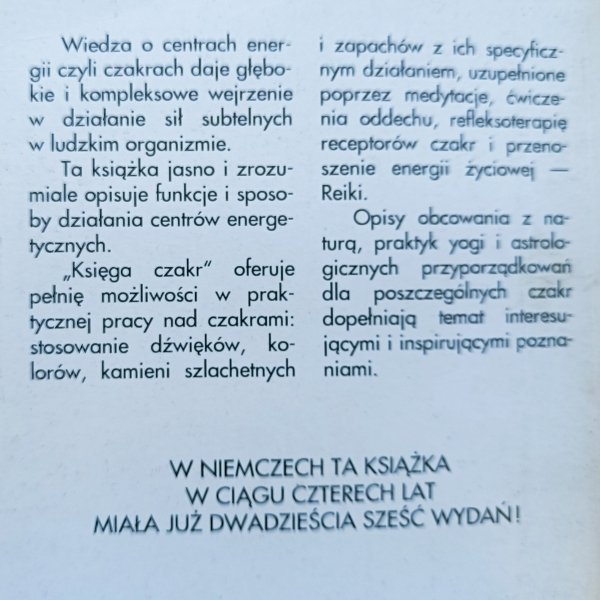 Wiedza o centrach ener-
gii czyli czakrach daje głębo-
kie i kompleksowe wejrzenie
w działanie sił subtelnych
w ludzkim organizmie.
Ta książka jasno i zrozu-
miale opisuje funkcje i sposo-
by działania centrów energe-
tycznych.
„Księga czakr” oferuje
pełnię możliwości w prak-
tycznej pracy nad czakrami:
stosowanie dźwięków, ko-
lorów, kamieni szlachetnych
i zapachów z ich specyficz-
nym działaniem, uzupełnione
poprzez medytacje, ćwicze-
nia oddechu, refleksoterapię
receptorów czakr i przeno-
szenie energii życiowej —
Reiki.
Opisy obcowania z na-
turą, praktyk yogi i astrolo-
gicznych przyporządkowań
dla poszczególnych czakr
dopełniają temat interesu-
jącymi i inspirującymi pozna-
niami.
W NIEMCZECH TA KSIĄŻKA
W CIĄGU CZTERECH LAT
MIAŁA JUŻ DWADZIEŚCIA SZEŚĆ WYDAŃ!